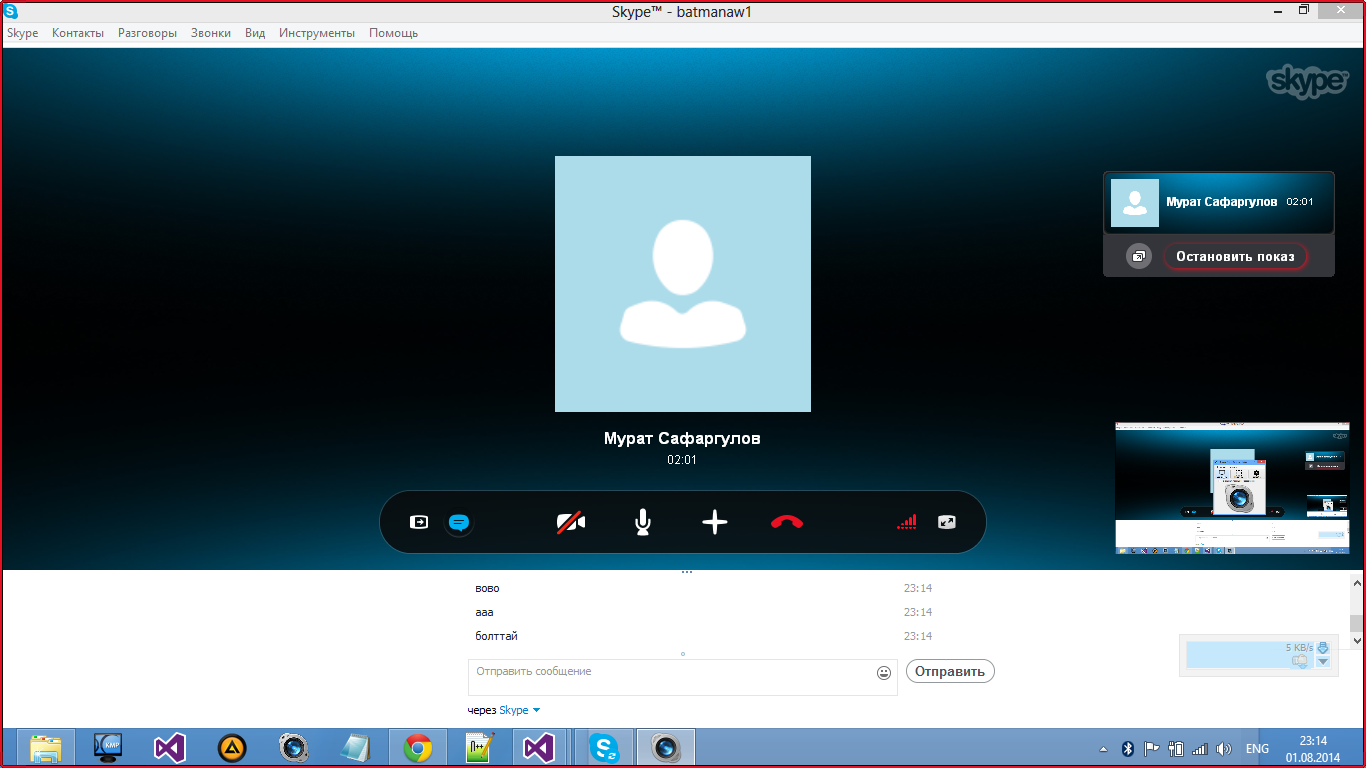 Skype™ - batmanaw1
Skype Контакты Разговоры Звонки Вид Инструменты Помощь
skype
Мурат Сафаргулов 02:01
Остановить показ
Мурат Сафаргулов
02:01
вово 23:14
ааа 23:14
болттай 23:14
5 KB/s
Отправить сообщение
Отправить
через Skype
KMP
ENG
23:14
01.08.2014